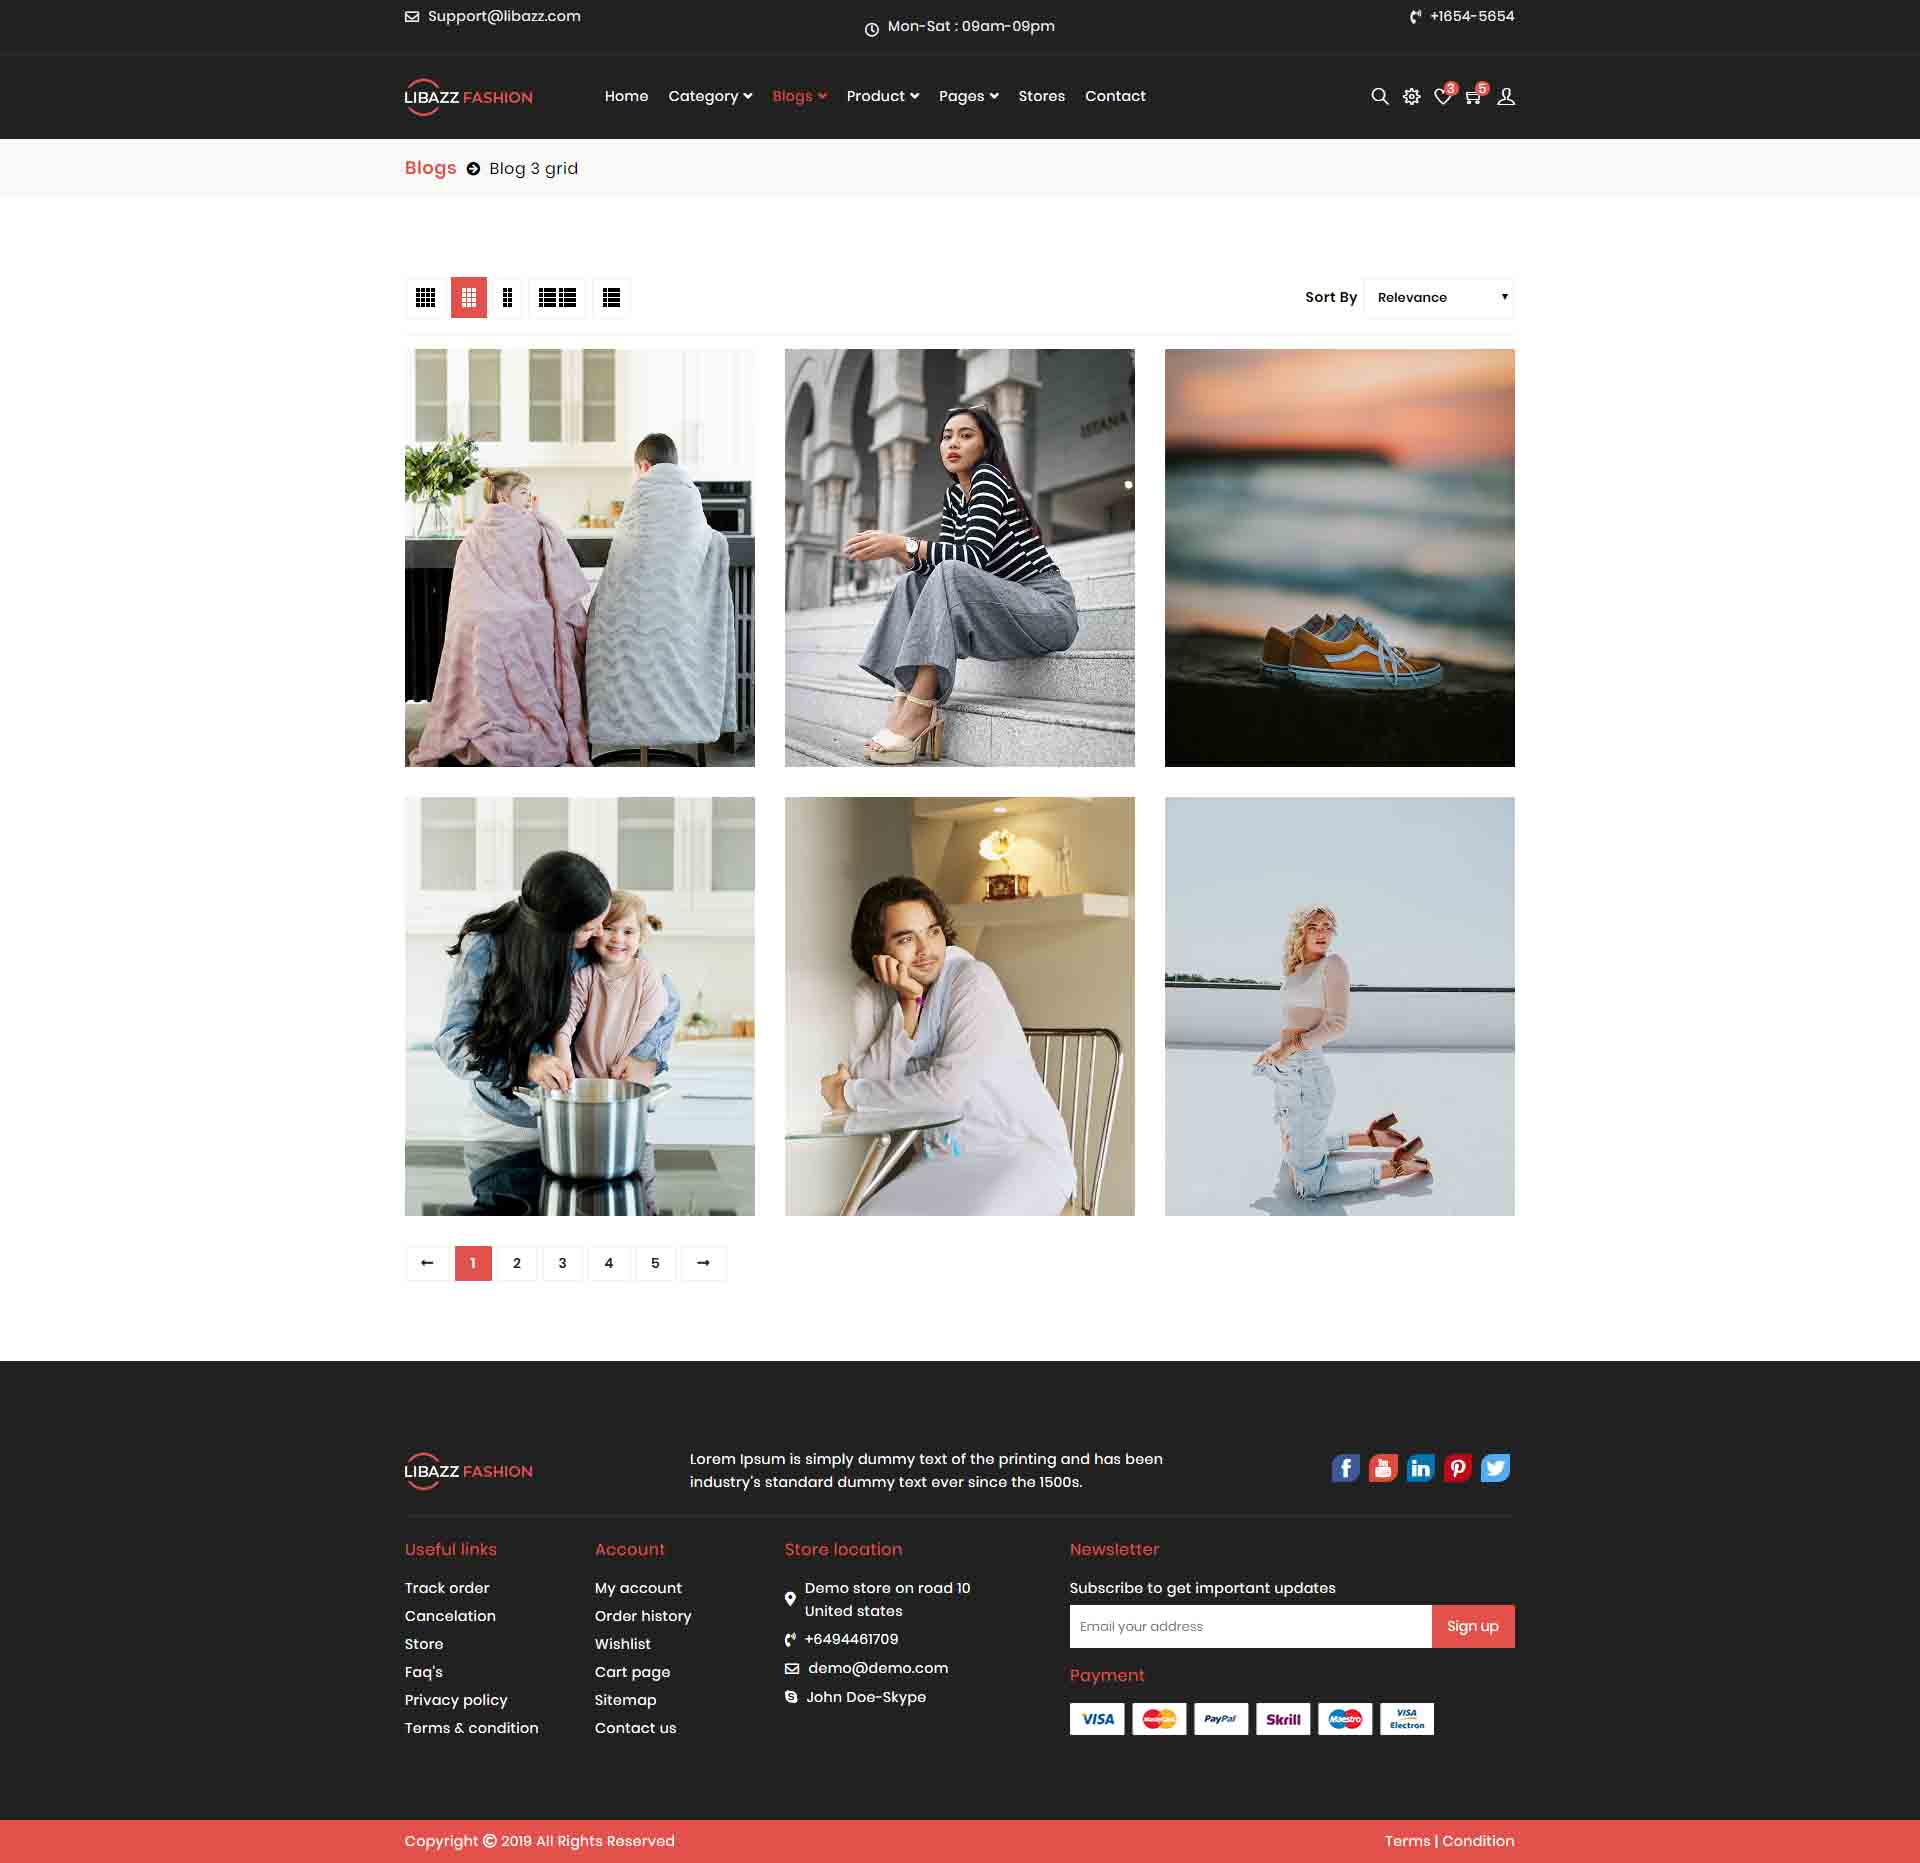 Support@libazz.com
Mon-Sat : 09am-09pm
+1654-5654
LIBAZZ FASHION
Home Category Blogs Product Pages Stores Contact
3 5
Blogs Blog 3 grid
Sort By Relevance
ISTANA
1 2 3 4 5
LIBAZZ FASHION
Lorem Ipsum is simply dummy text of the printing and has been
industry's standard dummy text ever since the 1500s.
Useful links
Track order
Cancelation
Store
Faq's
Privacy policy
Terms & condition
Account
My account
Order history
Wishlist
Cart page
Sitemap
Contact us
Store location
Demo store on road 10
United states
+6494461709
demo@demo.com
John Doe-Skype
Newsletter
Subscribe to get important updates
Email your address Sign up
Payment
VISA MasterCard PayPal Skrill Maestro VISA Electron
Copyright © 2019 All Rights Reserved
Terms | Condition